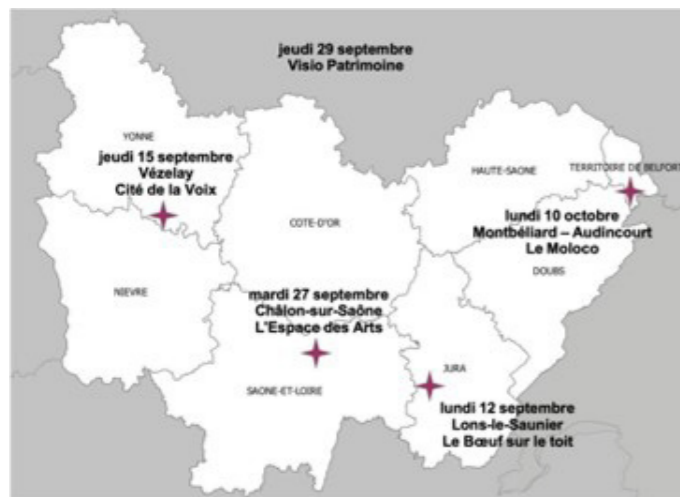 jeudi 29 septembre
Visio Patrimoine
YONNE
jeudi 15 septembre
Vézelay
Cité de la Voix
HAUTE-SAONE
TERRITOIRE DE BELFORT
COTE-D'OR
lundi 10 octobre
Montbéliard – Audincourt
Le Moloco
DOUBS
NIEVRE
mardi 27 septembre
Châlon-sur-Saône
L'Espace des Arts
JURA
SAONE-ET-LOIRE
lundi 12 septembre
Lons-le-Saunier
Le Bœuf sur le toit